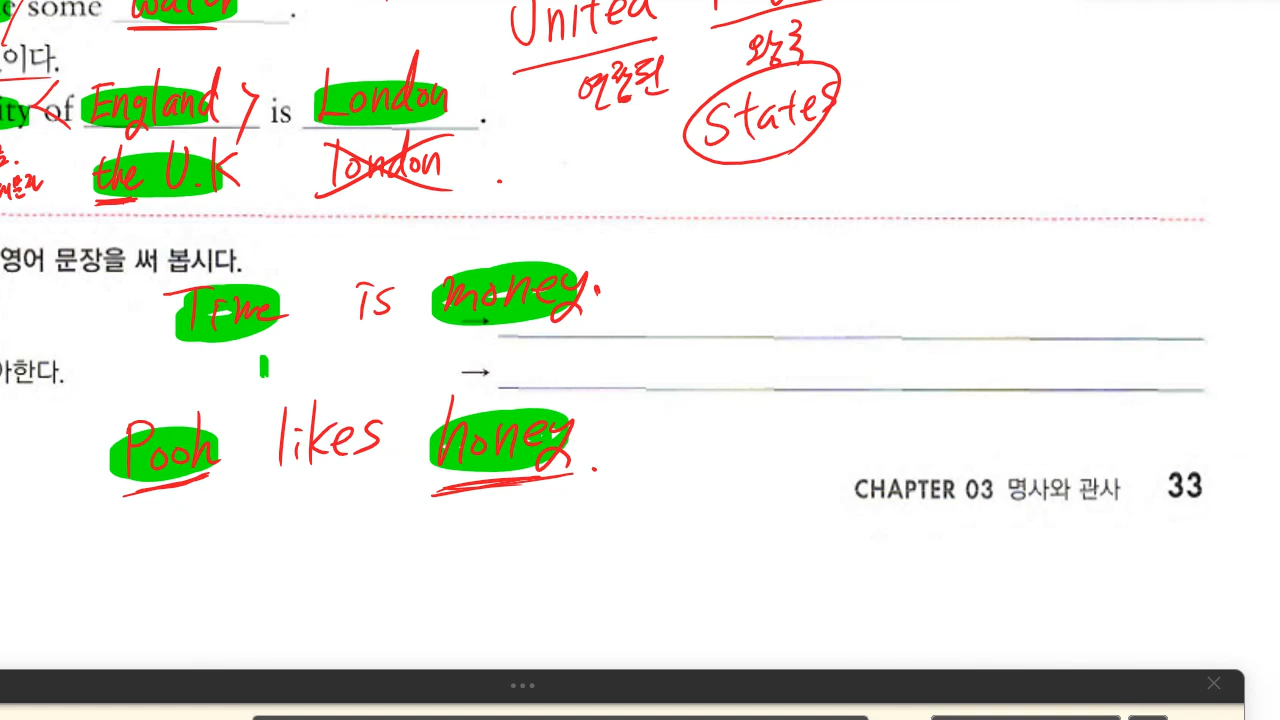 e some water .
United
이다.
왕국
연합된
ity of England is London .
States
the U.K London .
영어 문장을 써 봅시다.
Time is money.
→
아한다. →
Pooh likes honey.
CHAPTER 03 명사와 관사 33